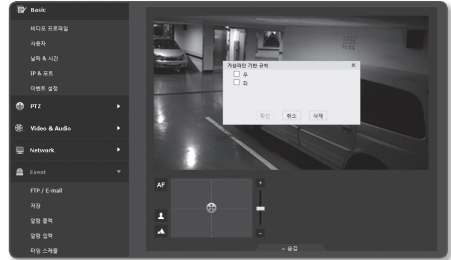 Basic
비디오 프로파일
사용자
날짜 & 시간
IP & 포트
이벤트 설정
PTZ
Video & Audio
Network
Event
FTP / E-mail
저장
알람 출력
알람 입력
타임 스케쥴
가상라인 기반 규칙
우
좌
확인 취소 삭제
AF
숨김